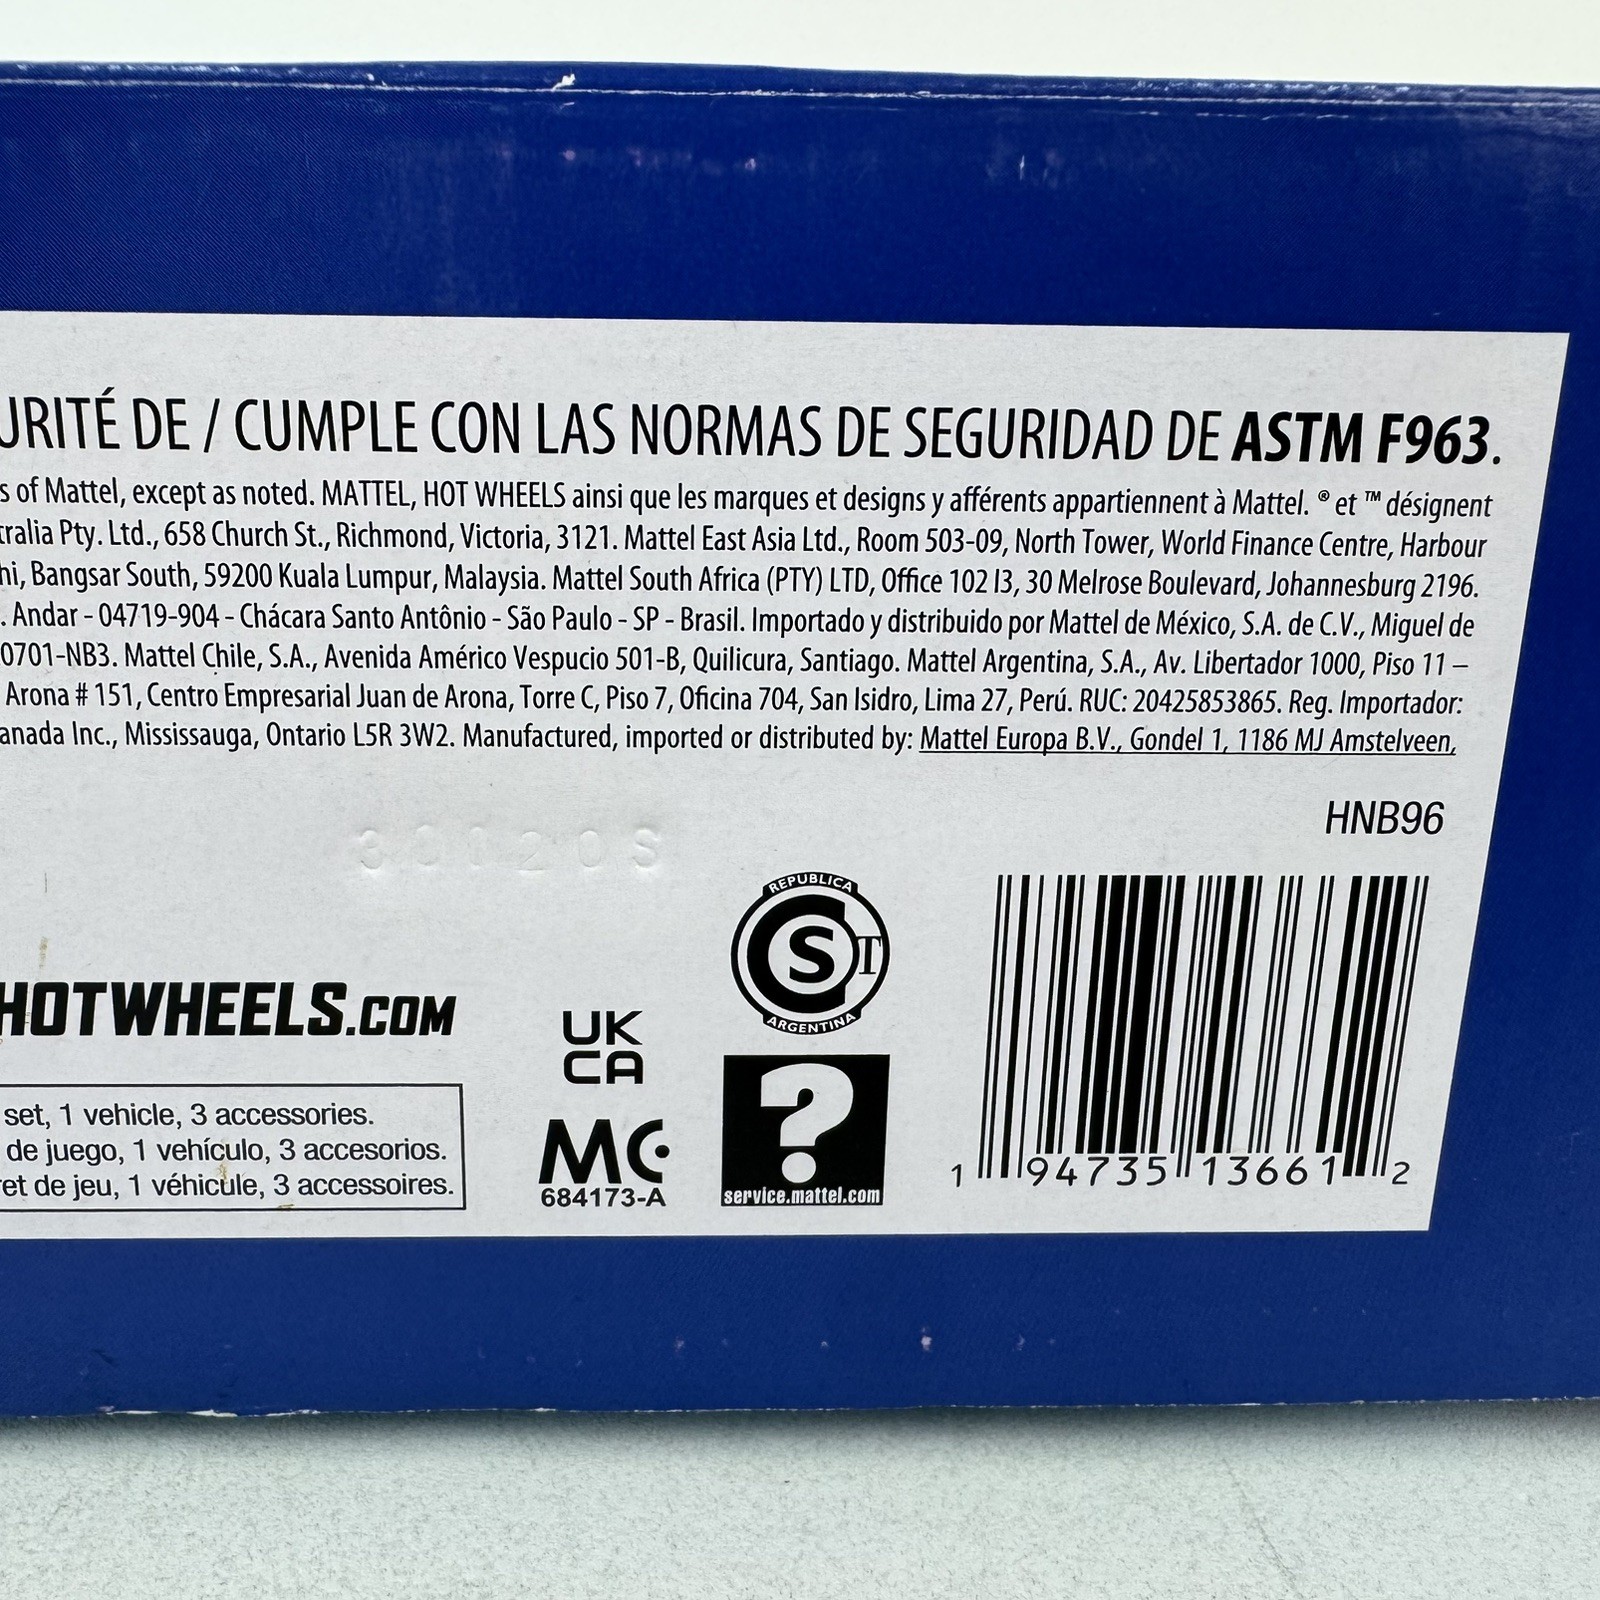 URITÉ DE / CUMPLE CON LAS NORMAS DE SEGURIDAD DE ASTM F963.
s of Mattel, except as noted. MATTEL, HOT WHEELS ainsi que les marques et designs y afférents appartiennent à Mattel. ® et ™ désignent
tralia Pty. Ltd., 658 Church St., Richmond, Victoria, 3121. Mattel East Asia Ltd., Room 503-09, North Tower, World Finance Centre, Harbour
hi, Bangsar South, 59200 Kuala Lumpur, Malaysia. Mattel South Africa (PTY) LTD, Office 102 I3, 30 Melrose Boulevard, Johannesburg 2196.
. Andar - 04719-904 - Chácara Santo Antônio - São Paulo - SP - Brasil. Importado y distribuido por Mattel de México, S.A. de C.V., Miguel de
0701-NB3. Mattel Chile, S.A., Avenida Américo Vespucio 501-B, Quilicura, Santiago. Mattel Argentina, S.A., Av. Libertador 1000, Piso 11 –
Arona # 151, Centro Empresarial Juan de Arona, Torre C, Piso 7, Oficina 704, San Isidro, Lima 27, Perú. RUC: 20425853865. Reg. Importador:
anada Inc., Mississauga, Ontario L5R 3W2. Manufactured, imported or distributed by: Mattel Europa B.V., Gondel 1, 1186 MJ Amstelveen,
HNB96
REPUBLICA
CST
ARGENTINA
HOTWHEELS.COM
UK
CA
set, 1 vehicle, 3 accessories.
de juego, 1 vehículo, 3 accesorios.
et de jeu, 1 véhicule, 3 accessoires.
MC
684173-A
?
service.mattel.com
1 94735 13661 2